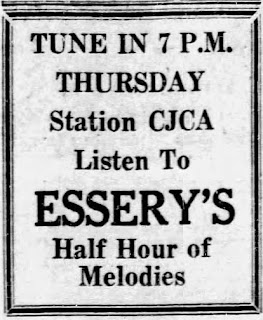 TUNE IN 7 P.M.
THURSDAY
Station CJCA
Listen To
ESSERY'S
Half Hour of
Melodies